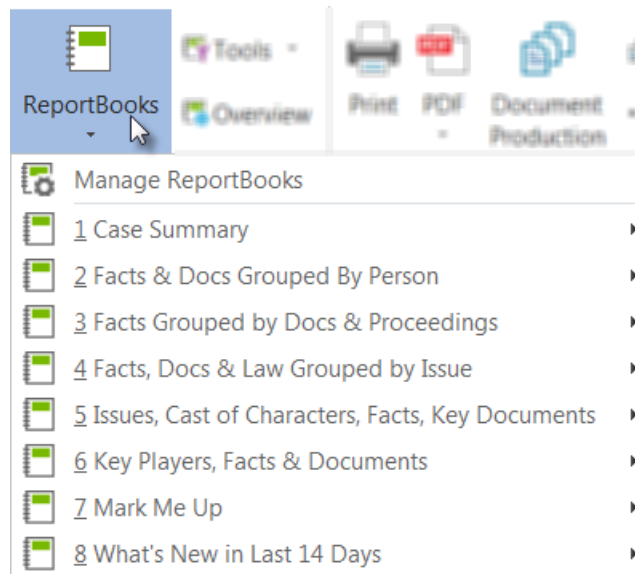 ReportBooks
Tools
Overview
Print
PDF
Document
Production
Manage ReportBooks
1 Case Summary
2 Facts & Docs Grouped By Person
3 Facts Grouped by Docs & Proceedings
4 Facts, Docs & Law Grouped by Issue
5 Issues, Cast of Characters, Facts, Key Documents
6 Key Players, Facts & Documents
7 Mark Me Up
8 What's New in Last 14 Days